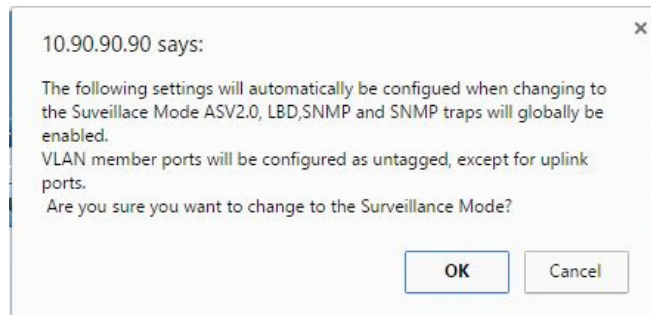 10.90.90.90 says:
The following settings will automatically be configued when changing to
the Suveillace Mode ASV2.0, LBD,SNMP and SNMP traps will globally be
enabled.
VLAN member ports will be configured as untagged, except for uplink
ports.
Are you sure you want to change to the Surveillance Mode?
OK
Cancel